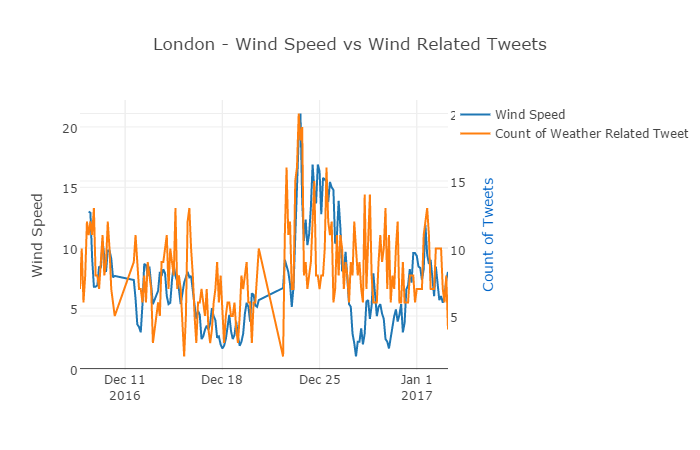 London - Wind Speed vs Wind Related Tweets
Wind Speed
Count of Weather Related Tweet
20
15
10
5
0
Wind Speed
15
10
5
Count of Tweets
Dec 11
2016
Dec 18
Dec 25
Jan 1
2017